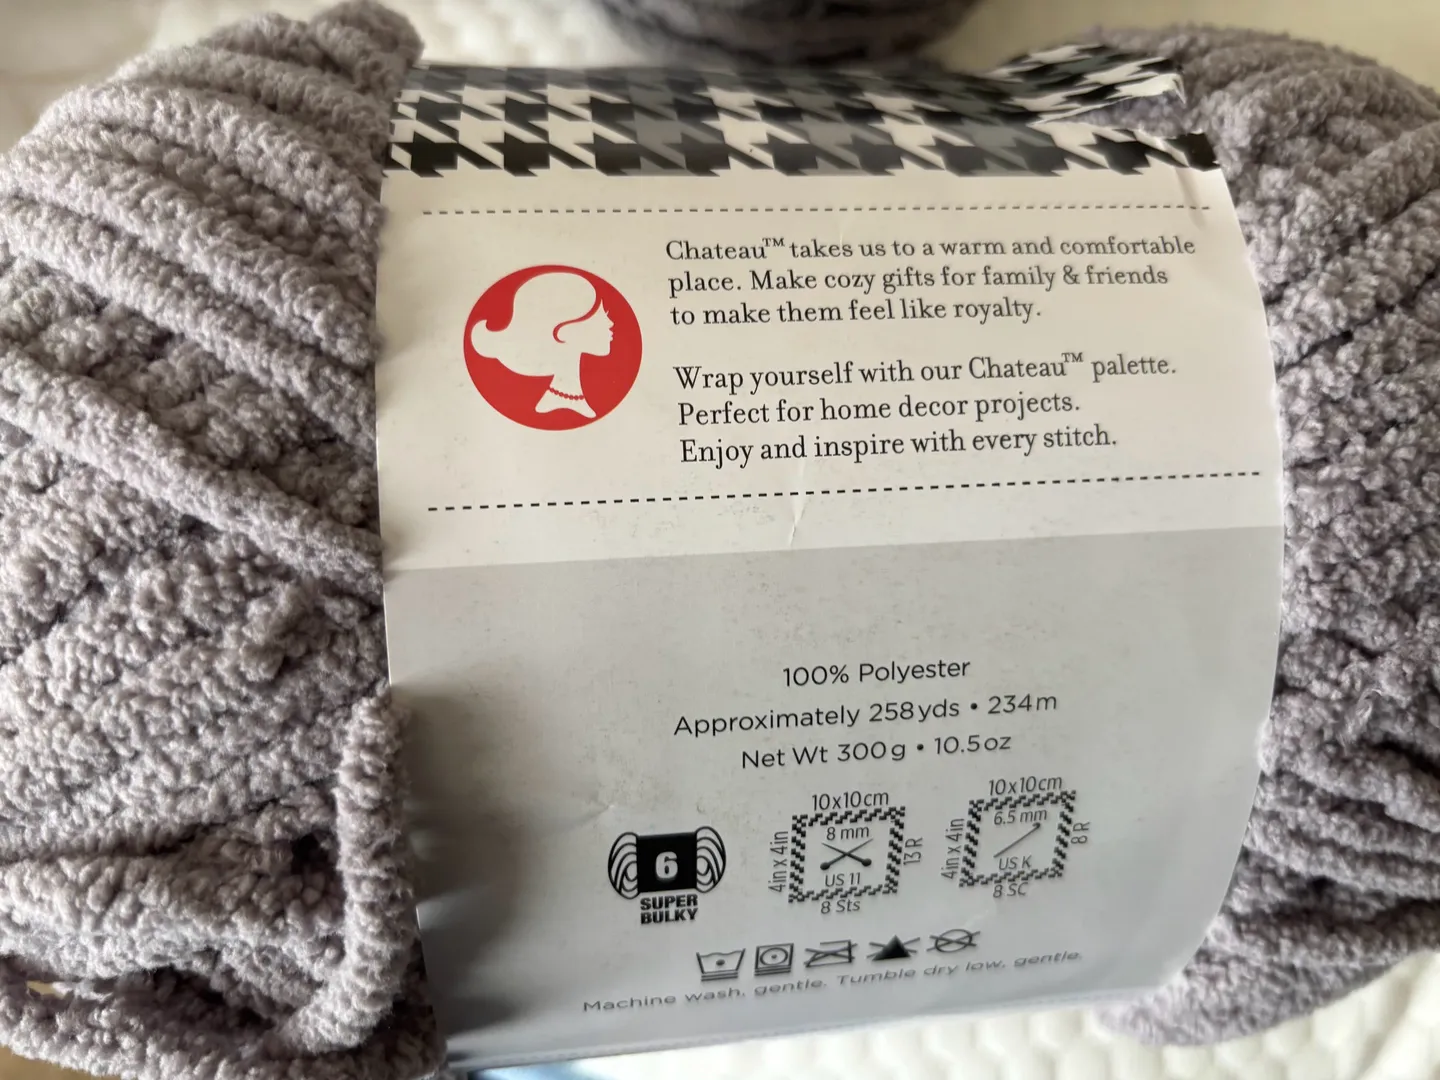 Chateau™ takes us to a warm and comfortable
place. Make cozy gifts for family & friends
to make them feel like royalty.
Wrap yourself with our Chateau™ palette.
Perfect for home decor projects.
Enjoy and inspire with every stitch.
100% Polyester
Approximately 258yds • 234m
Net Wt 300g • 10.5oz
6
SUPER
BULKY
10x10cm
4in x 4in
8 mm
US 11
13 R
8 Sts
10x10cm
4in x 4in
6.5 mm
US K
8 R
8 SC
Machine wash, gentle. Tumble dry low, gentle.